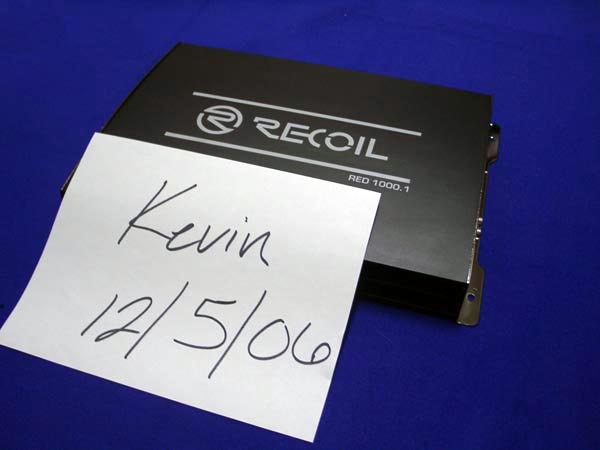 RECOIL
RED 1000.1
Kevin
12/5/06